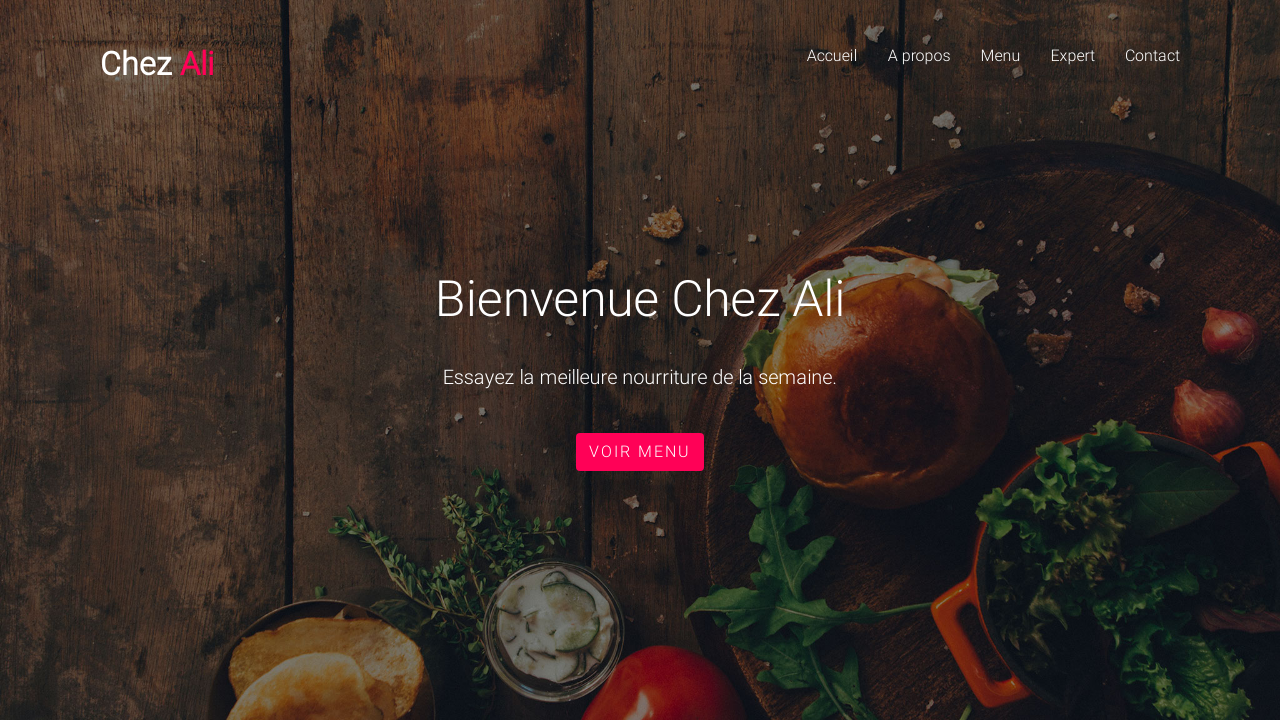 Chez Ali
Accueil
A propos
Menu
Expert
Contact
Bienvenue Chez Ali
Essayez la meilleure nourriture de la semaine.
VOIR MENU